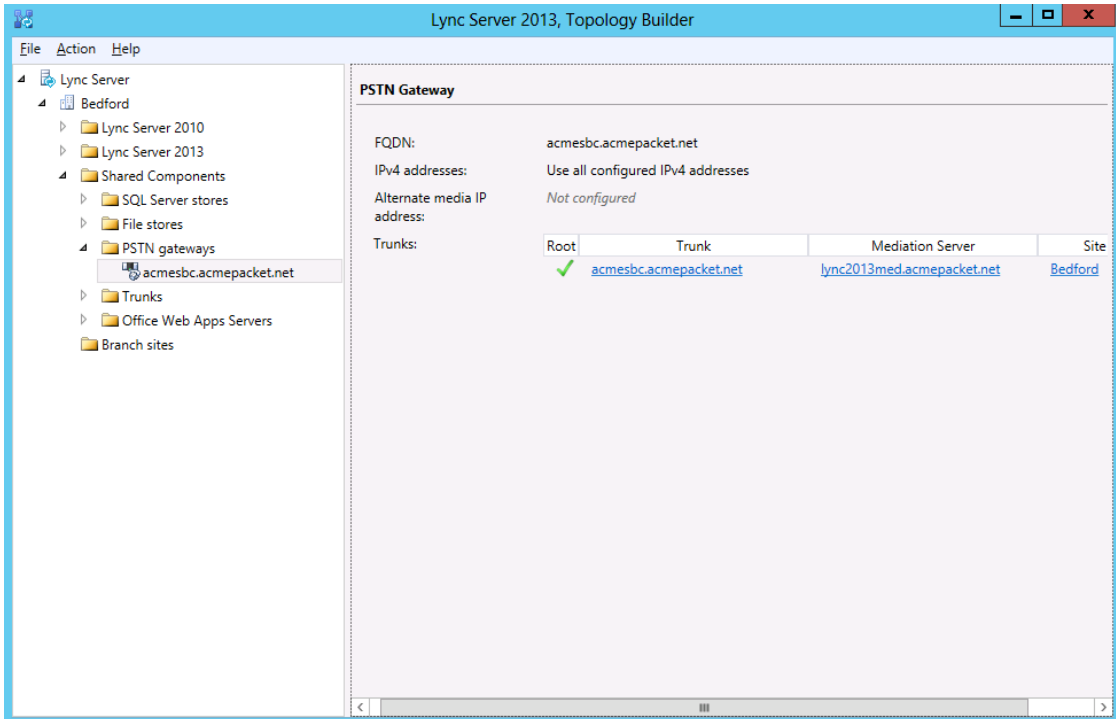 Lync Server 2013, Topology Builder
File Action Help
Lync Server
Bedford
Lync Server 2010
Lync Server 2013
Shared Components
SQL Server stores
File stores
PSTN gateways
acmesbc.acmepacket.net
Trunks
Office Web Apps Servers
Branch sites
PSTN Gateway
FQDN: acmesbc.acmepacket.net
IPv4 addresses: Use all configured IPv4 addresses
Alternate media IP Not configured
address:
Trunks: Root Trunk Mediation Server Site
acmesbc.acmepacket.net lync2013med.acmepacket.net Bedford